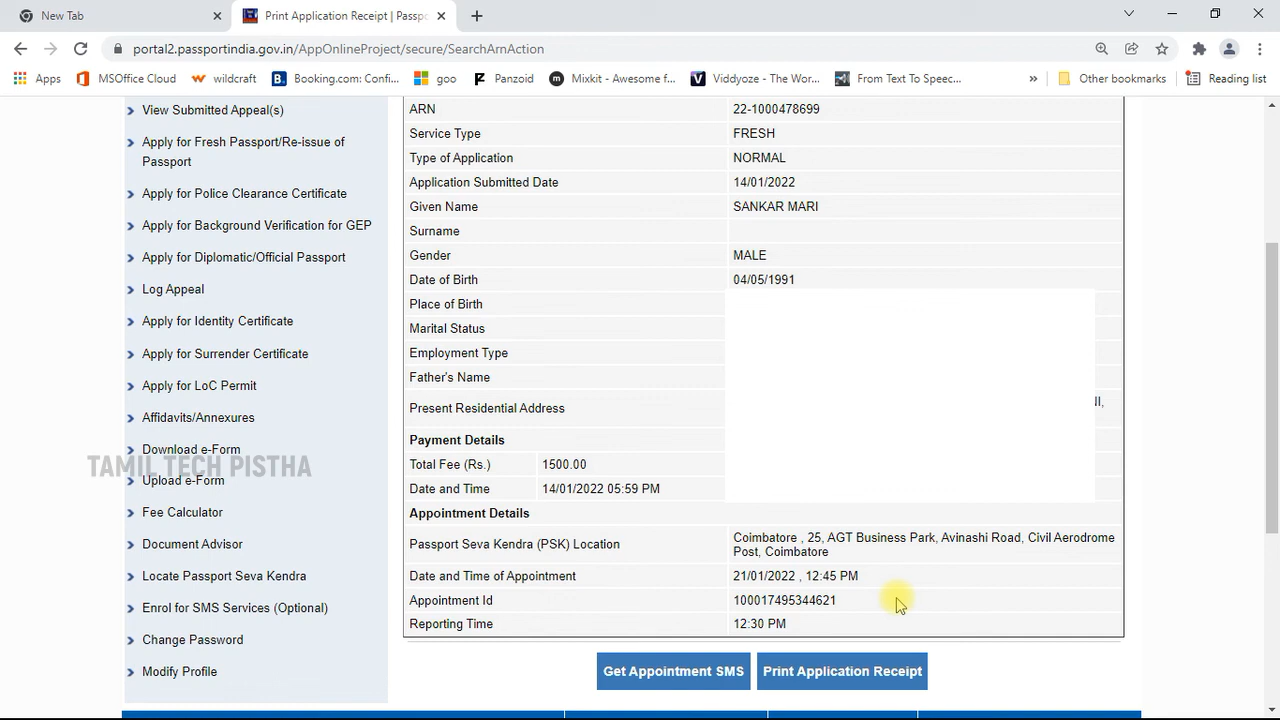 New Tab
Print Application Receipt | Passpo
portal2.passportindia.gov.in/AppOnlineProject/secure/SearchArnAction
Apps
MSOffice Cloud
wildcraft
Booking.com: Confi...
goo
Panzoid
Mixkit - Awesome f...
Viddyoze - The Wor...
From Text To Speec...
»
Other bookmarks
Reading list
View Submitted Appeal(s)
Apply for Fresh Passport/Re-issue of
Passport
Apply for Police Clearance Certificate
Apply for Background Verification for GEP
Apply for Diplomatic/Official Passport
Log Appeal
Apply for Identity Certificate
Apply for Surrender Certificate
Apply for LoC Permit
Affidavits/Annexures
Download e-Form
TAMIL TECH PISTHA
Upload e-Form
Fee Calculator
Document Advisor
Locate Passport Seva Kendra
Enrol for SMS Services (Optional)
Change Password
Modify Profile
ARN 22-1000478699
Service Type FRESH
Type of Application NORMAL
Application Submitted Date 14/01/2022
Given Name SANKAR MARI
Surname
Gender MALE
Date of Birth 04/05/1991
Place of Birth
Marital Status
Employment Type
Father's Name
Present Residential Address
Payment Details
Total Fee (Rs.) 1500.00
Date and Time 14/01/2022 05:59 PM
Appointment Details
Passport Seva Kendra (PSK) Location Coimbatore , 25, AGT Business Park, Avinashi Road, Civil Aerodrome
Post, Coimbatore
Date and Time of Appointment 21/01/2022 , 12:45 PM
Appointment Id 100017495344621
Reporting Time 12:30 PM
Get Appointment SMS
Print Application Receipt